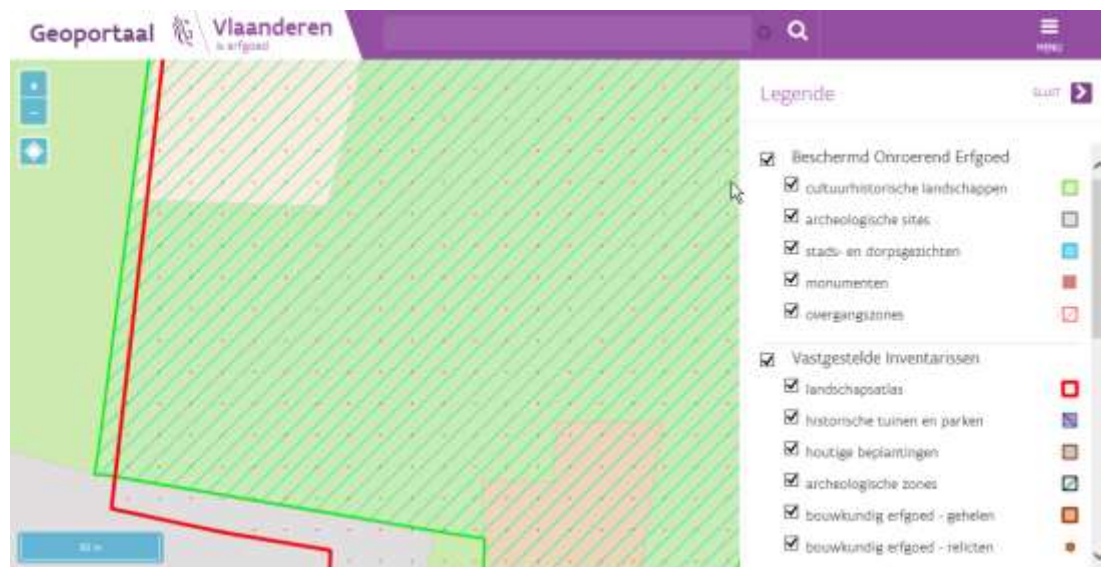 Geoportaal Vlaanderen
is erfgoed
MENU
+
-
Legende
SLUIT
Beschermd Onroerend Erfgoed
cultuurhistorische landschappen
archeologische sites
stads- en dorpsgezichten
monumenten
overgangszones
Vastgestelde Inventarissen
landschapsatlas
historische tuinen en parken
houtige beplantingen
archeologische zones
bouwkundig erfgoed - gehelen
bouwkundig erfgoed - relicten